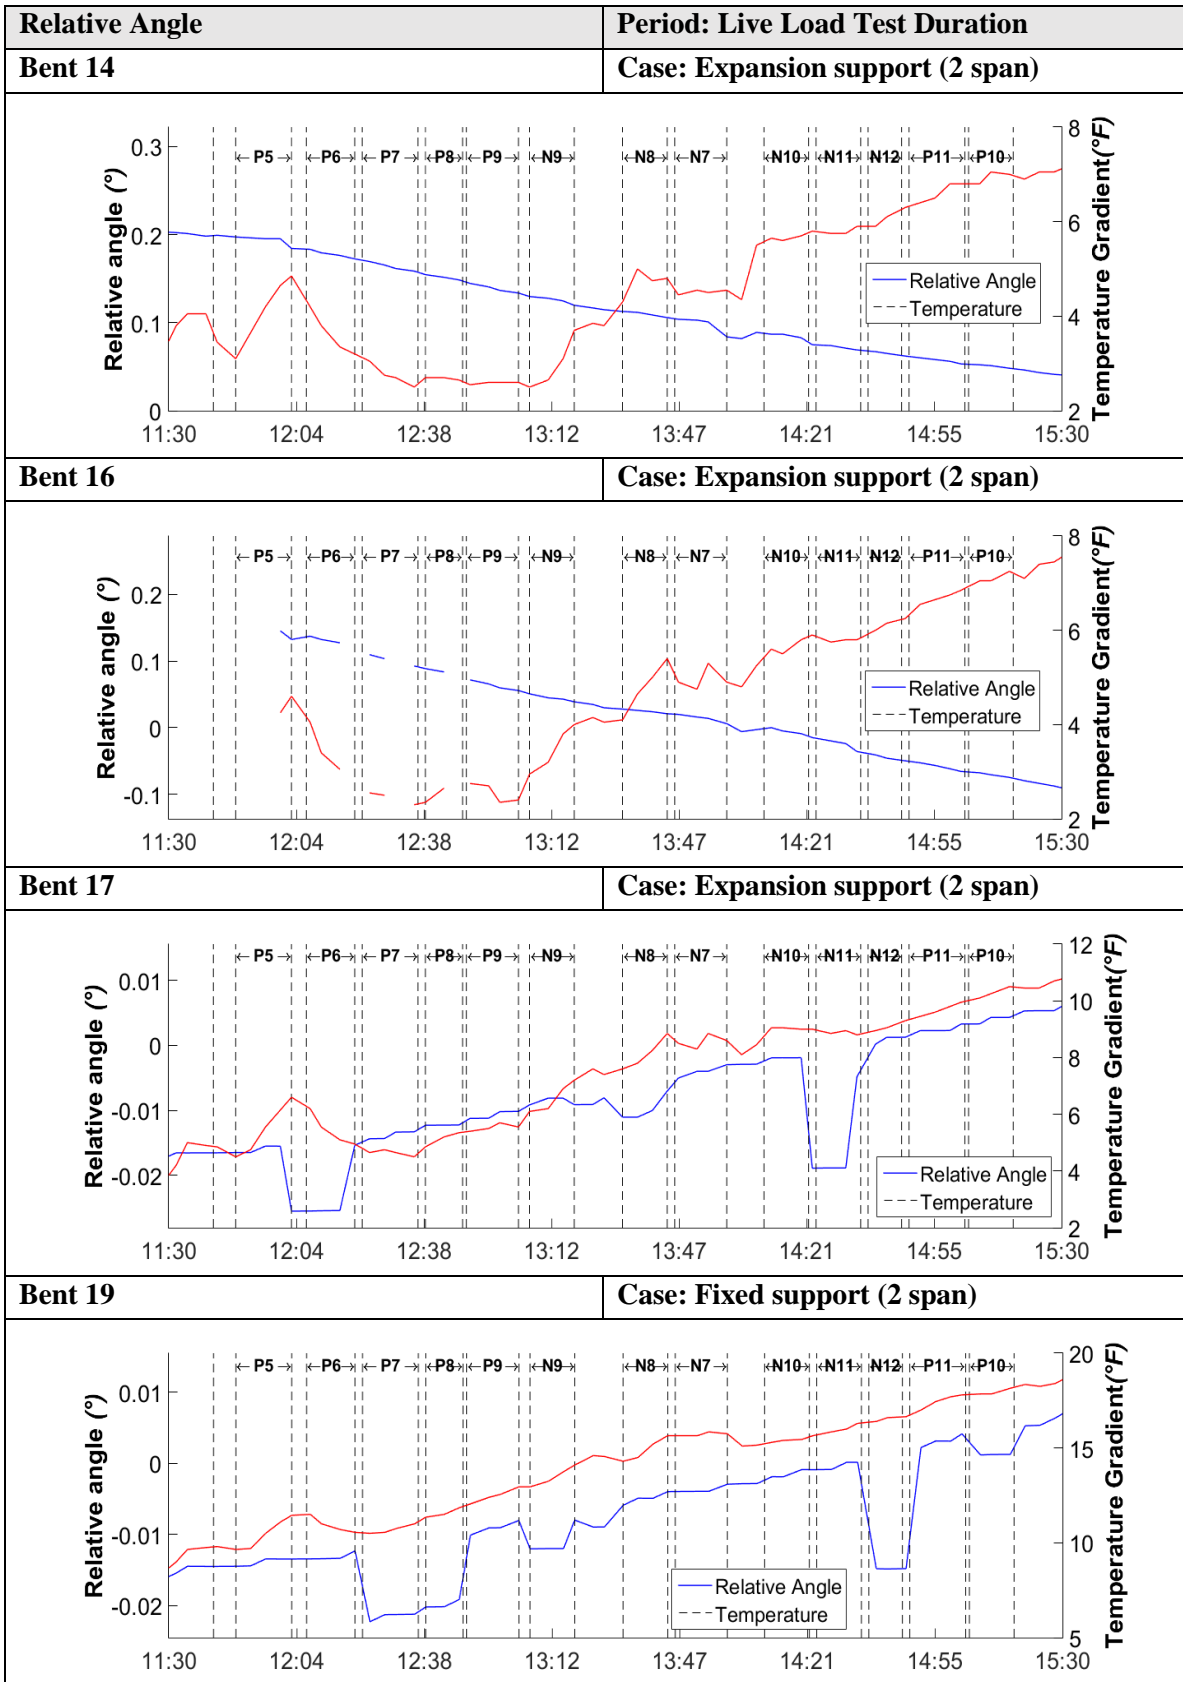 Relative Angle Period: Live Load Test Duration
Bent 14 Case: Expansion support (2 span)
Relative angle (°)
0.3
0.2
0.1
0
P5 P6 P7 P8 P9 N9 N8 N7 N10 N11 N12 P11 P10
Relative Angle
Temperature
8
6
4
2
Temperature Gradient(°F)
11:30 12:04 12:38 13:12 13:47 14:21 14:55 15:30
Bent 16 Case: Expansion support (2 span)
Relative angle (°)
0.2
0.1
0
-0.1
P5 P6 P7 P8 P9 N9 N8 N7 N10 N11 N12 P11 P10
Relative Angle
Temperature
8
6
4
2
Temperature Gradient(°F)
11:30 12:04 12:38 13:12 13:47 14:21 14:55 15:30
Bent 17 Case: Expansion support (2 span)
Relative angle (°)
0.01
0
-0.01
-0.02
P5 P6 P7 P8 P9 N9 N8 N7 N10 N11 N12 P11 P10
Relative Angle
Temperature
12
10
8
6
4
2
Temperature Gradient(°F)
11:30 12:04 12:38 13:12 13:47 14:21 14:55 15:30
Bent 19 Case: Fixed support (2 span)
Relative angle (°)
0.01
0
-0.01
-0.02
P5 P6 P7 P8 P9 N9 N8 N7 N10 N11 N12 P11 P10
Relative Angle
Temperature
20
15
10
5
Temperature Gradient(°F)
11:30 12:04 12:38 13:12 13:47 14:21 14:55 15:30